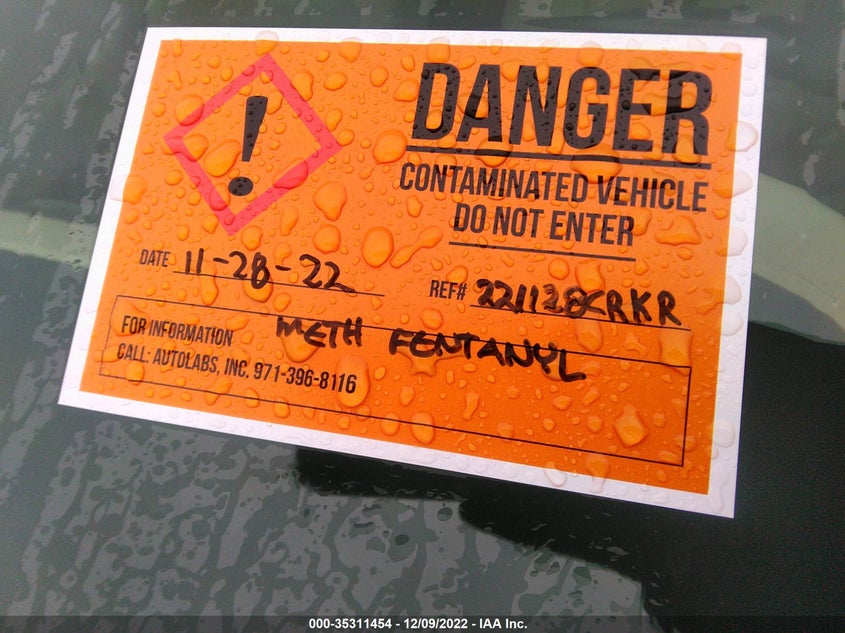 !
DANGER
CONTAMINATED VEHICLE
DO NOT ENTER
DATE 11-28-22
REF# 221128CRKR
METH FENTANYL
FOR INFORMATION
CALL: AUTOLABS, INC. 971-396-8116
000-35311454 - 12/09/2022 - IAA Inc.